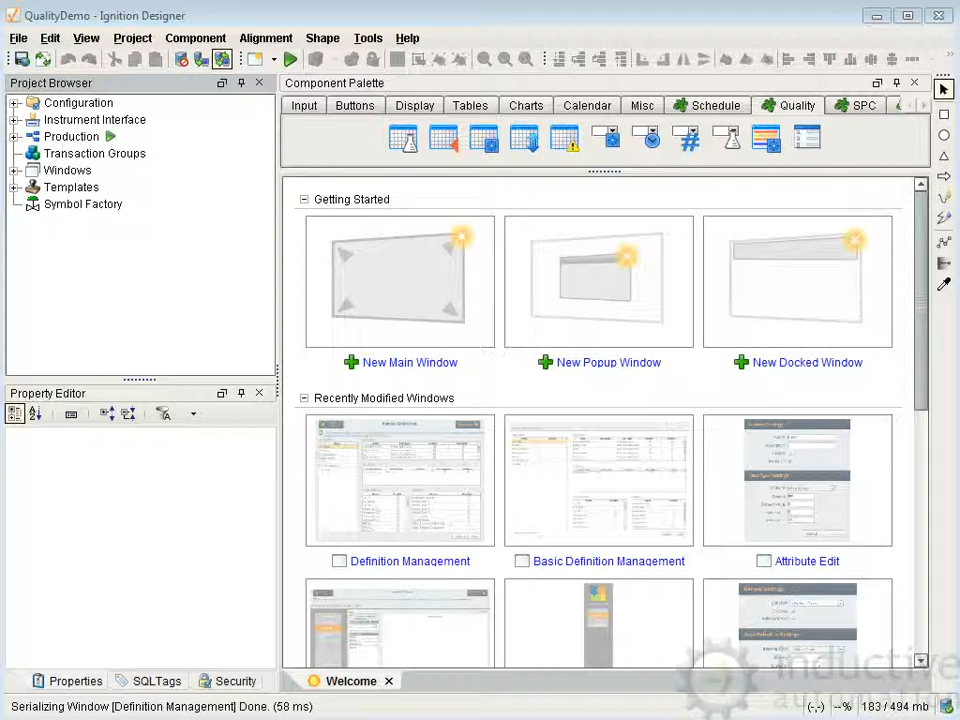 QualityDemo - Ignition Designer
File Edit View Project Component Alignment Shape Tools Help
Project Browser
Component Palette
Configuration
Instrument Interface
Production
Transaction Groups
Windows
Templates
Symbol Factory
Input Buttons Display Tables Charts Calendar Misc Schedule Quality SPC
Getting Started
New Main Window
New Popup Window
New Docked Window
Recently Modified Windows
Definition Management
Basic Definition Management
Attribute Edit
Property Editor
Properties SQLTags Security
Welcome
Serializing Window [Definition Management] Done. (58 ms)
(-,-) --% 183 / 494 mb
inductive
automation